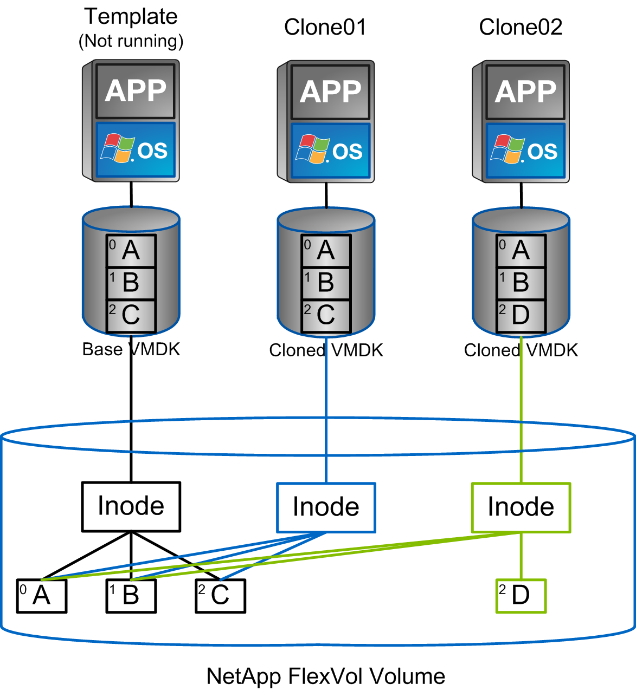 Template
(Not running)
Clone01
Clone02
APP
APP
APP
OS
OS
OS
0 A
1 B
2 C
0 A
1 B
2 C
0 A
1 B
2 D
Base VMDK
Cloned VMDK
Cloned VMDK
Inode
Inode
Inode
0 A
1 B
2 C
2 D
NetApp FlexVol Volume